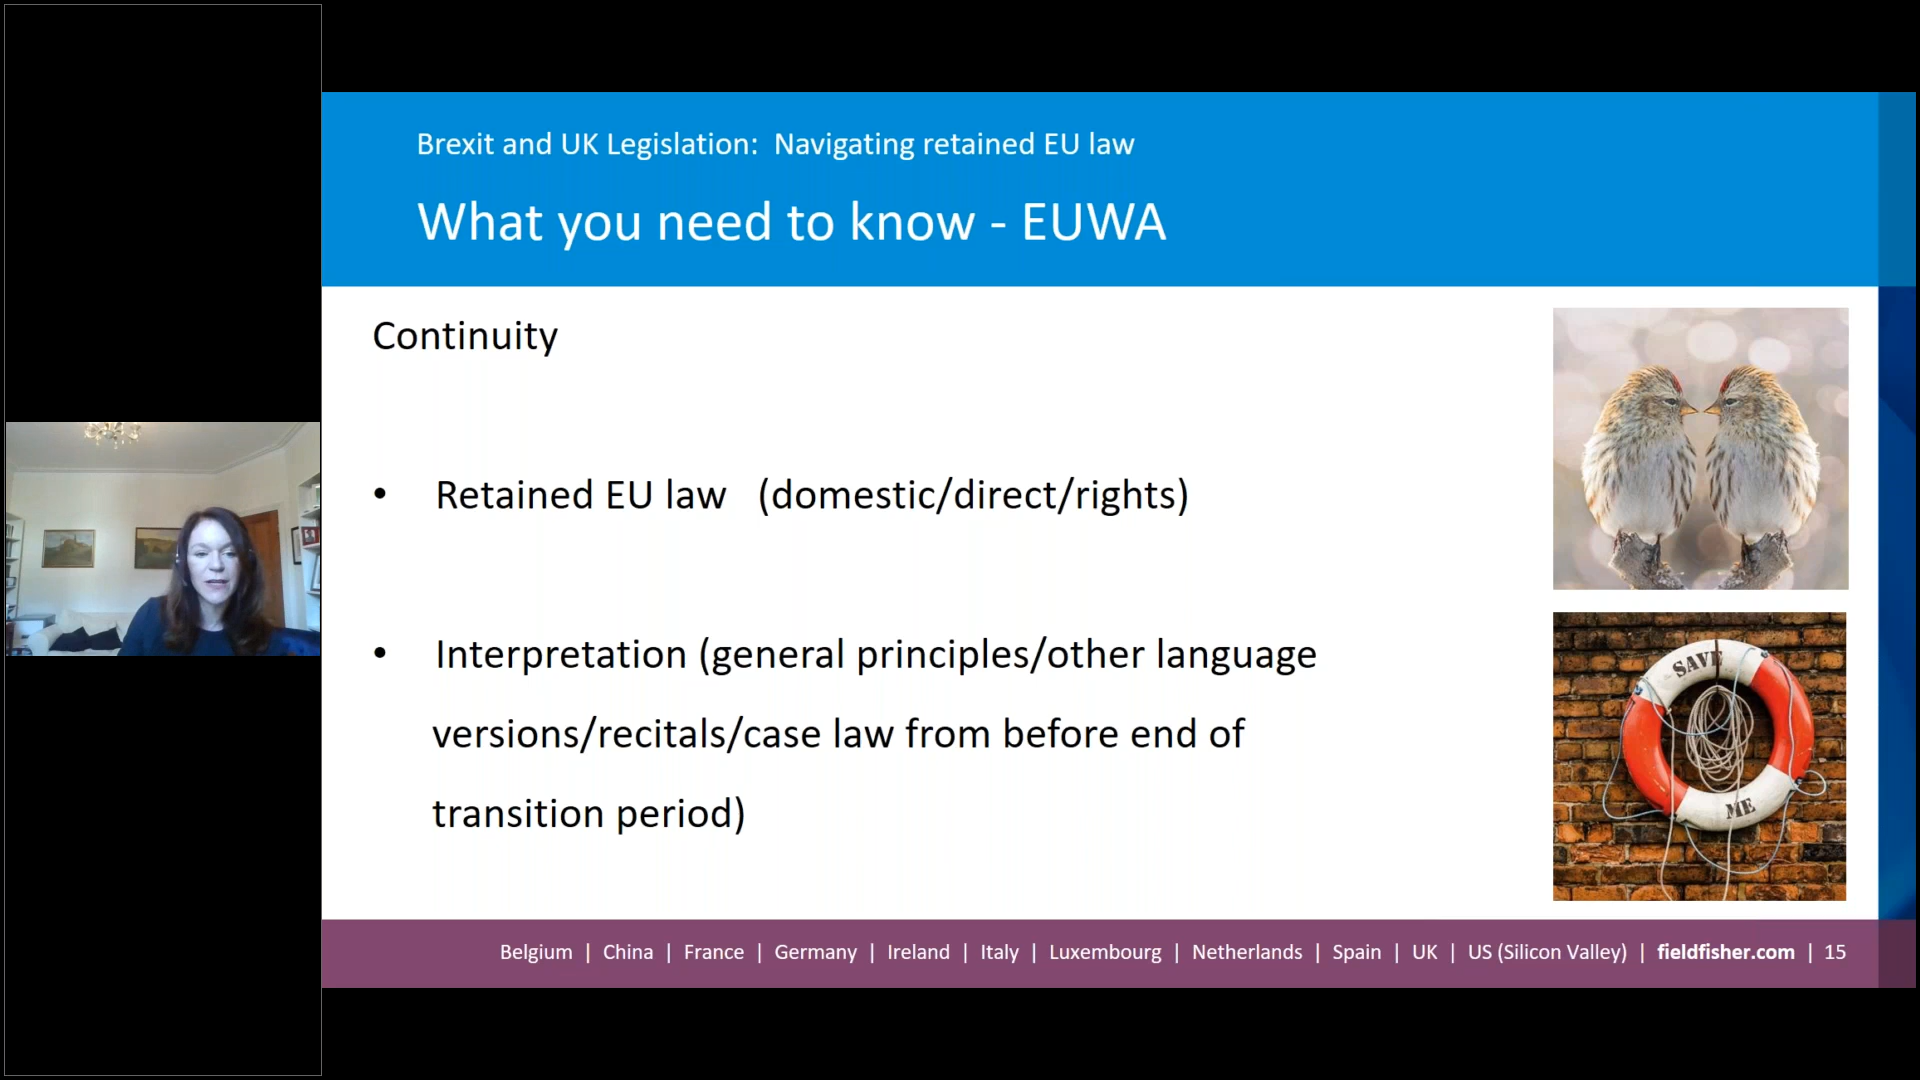 Brexit and UK Legislation:  Navigating retained EU law
What you need to know - EUWA
Continuity
• Retained EU law   (domestic/direct/rights)
• Interpretation (general principles/other language
versions/recitals/case law from before end of
transition period)
SAVE
ME
Belgium | China | France | Germany | Ireland | Italy | Luxembourg | Netherlands | Spain | UK | US (Silicon Valley) | fieldfisher.com | 15